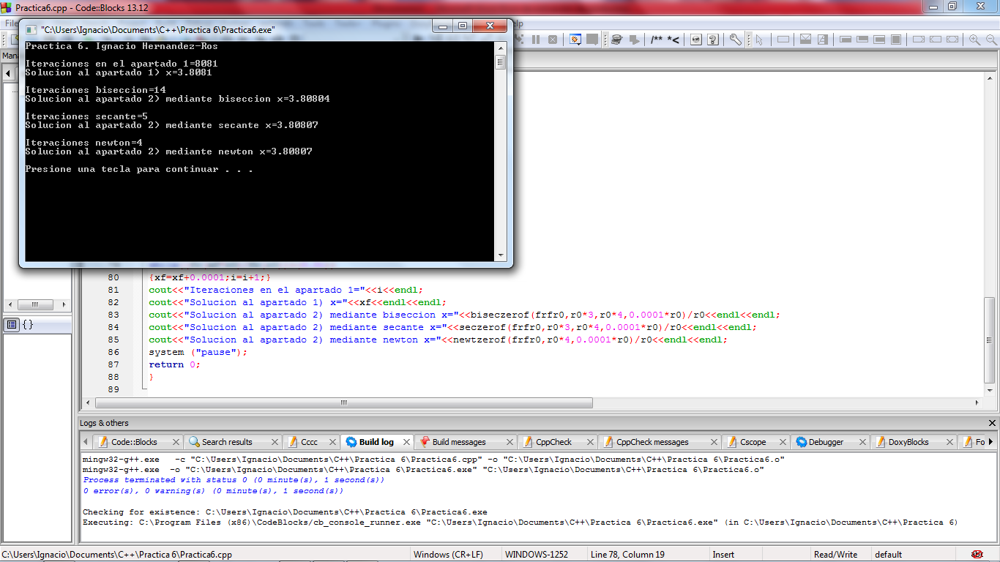 Practica6.cpp - Code::Blocks 13.12
"C:\Users\Ignacio\Documents\C++\Practica 6\Practica6.exe"
Practica 6. Ignacio Hernandez-Ros
Iteraciones en el apartado 1=8081
Solucion al apartado 1) x=3.8081
Iteraciones biseccion=14
Solucion al apartado 2) mediante biseccion x=3.80804
Iteraciones secante=5
Solucion al apartado 2) mediante secante x=3.80807
Iteraciones newton=4
Solucion al apartado 2) mediante newton x=3.80807
Presione una tecla para continuar . . .
/** *<
80 {xf=xf+0.0001;i=i+1;}
81 cout<<"Iteraciones en el apartado 1="<<i<<endl;
82 cout<<"Solucion al apartado 1) x="<<xf<<endl<<endl;
83 cout<<"Solucion al apartado 2) mediante biseccion x="<<biseczerof(frfr0,r0*3,r0*4,0.0001*r0)/r0<<endl<<endl;
84 cout<<"Solucion al apartado 2) mediante secante x="<<seczerof(frfr0,r0*3,r0*4,0.0001*r0)/r0<<endl<<endl;
85 cout<<"Solucion al apartado 2) mediante newton x="<<newtzerof(frfr0,r0*4,0.0001*r0)/r0<<endl<<endl;
86 system ("pause");
87 return 0;
88 }
89
{}
Logs & others
Code::Blocks Search results Cccc Build log Build messages CppCheck CppCheck messages Cscope Debugger DoxyBlocks Fo
mingw32-g++.exe -c "C:\Users\Ignacio\Documents\C++\Practica 6\Practica6.cpp" -o "C:\Users\Ignacio\Documents\C++\Practica 6\Practica6.o"
mingw32-g++.exe -o "C:\Users\Ignacio\Documents\C++\Practica 6\Practica6.exe" "C:\Users\Ignacio\Documents\C++\Practica 6\Practica6.o"
Process terminated with status 0 (0 minute(s), 1 second(s))
0 error(s), 0 warning(s) (0 minute(s), 1 second(s))
Checking for existence: C:\Users\Ignacio\Documents\C++\Practica 6\Practica6.exe
Executing: C:\Program Files (x86)\CodeBlocks/cb_console_runner.exe "C:\Users\Ignacio\Documents\C++\Practica 6\Practica6.exe" (in C:\Users\Ignacio\Documents\C++\Practica 6)
C:\Users\Ignacio\Documents\C++\Practica 6\Practica6.cpp Windows (CR+LF) WINDOWS-1252 Line 78, Column 19 Insert Read/Write default